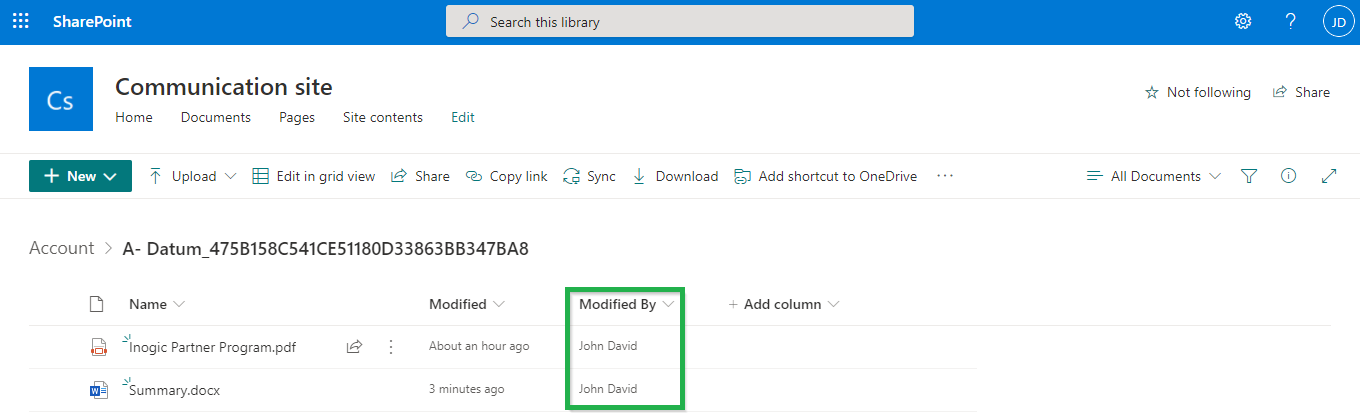 SharePoint Search this library ? JD
Cs Communication site
Home Documents Pages Site contents Edit
Not following Share
New Upload Edit in grid view Share Copy link Sync Download Add shortcut to OneDrive ... All Documents
Account > A- Datum_475B158C541CE51180D33863BB347BA8
Name Modified Modified By + Add column
Inogic Partner Program.pdf About an hour ago John David
Summary.docx 3 minutes ago John David